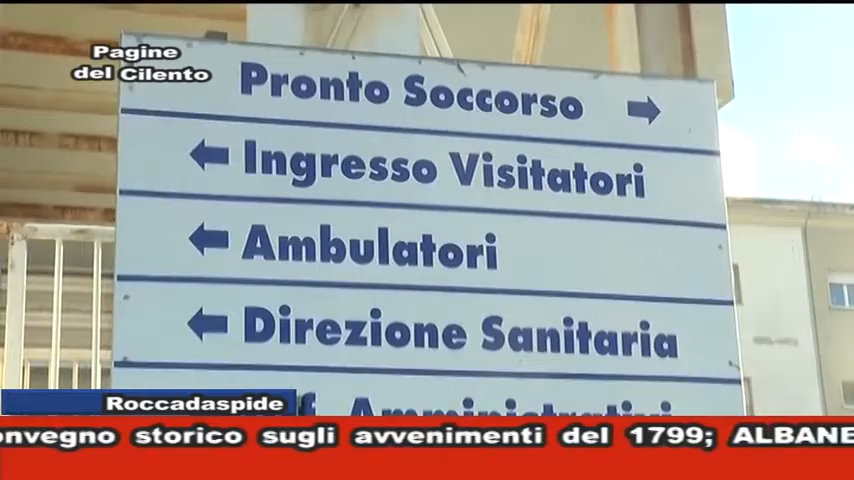 Pagine
del Cilento
Pronto Soccorso
Ingresso Visitatori
Ambulatori
Direzione Sanitaria
Amministrativi
Roccadaspide
onvegno storico sugli avvenimenti del 1799; ALBANE